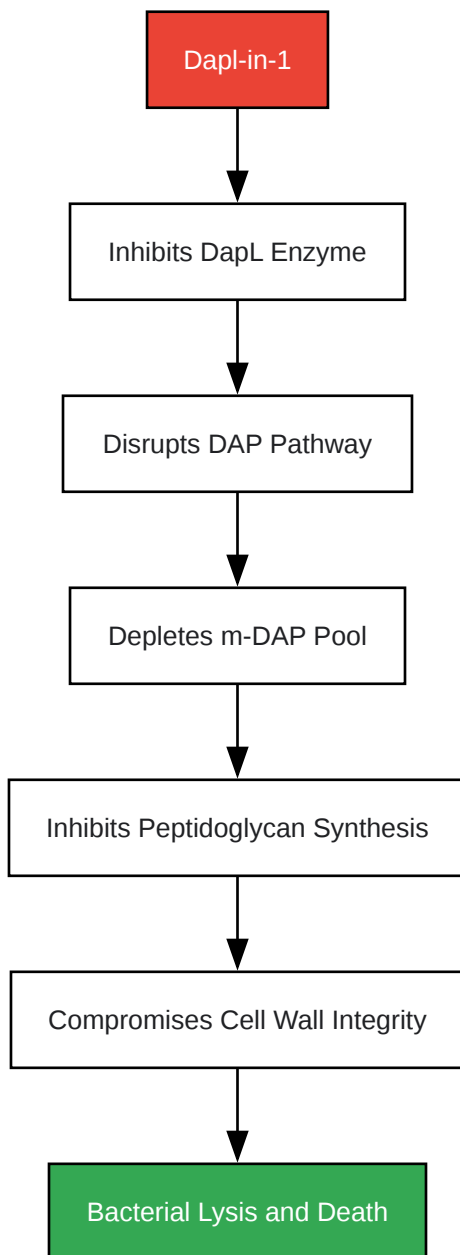 Dapl-in-1
Inhibits DapL Enzyme
Disrupts DAP Pathway
Depletes m-DAP Pool
Inhibits Peptidoglycan Synthesis
Compromises Cell Wall Integrity
Bacterial Lysis and Death